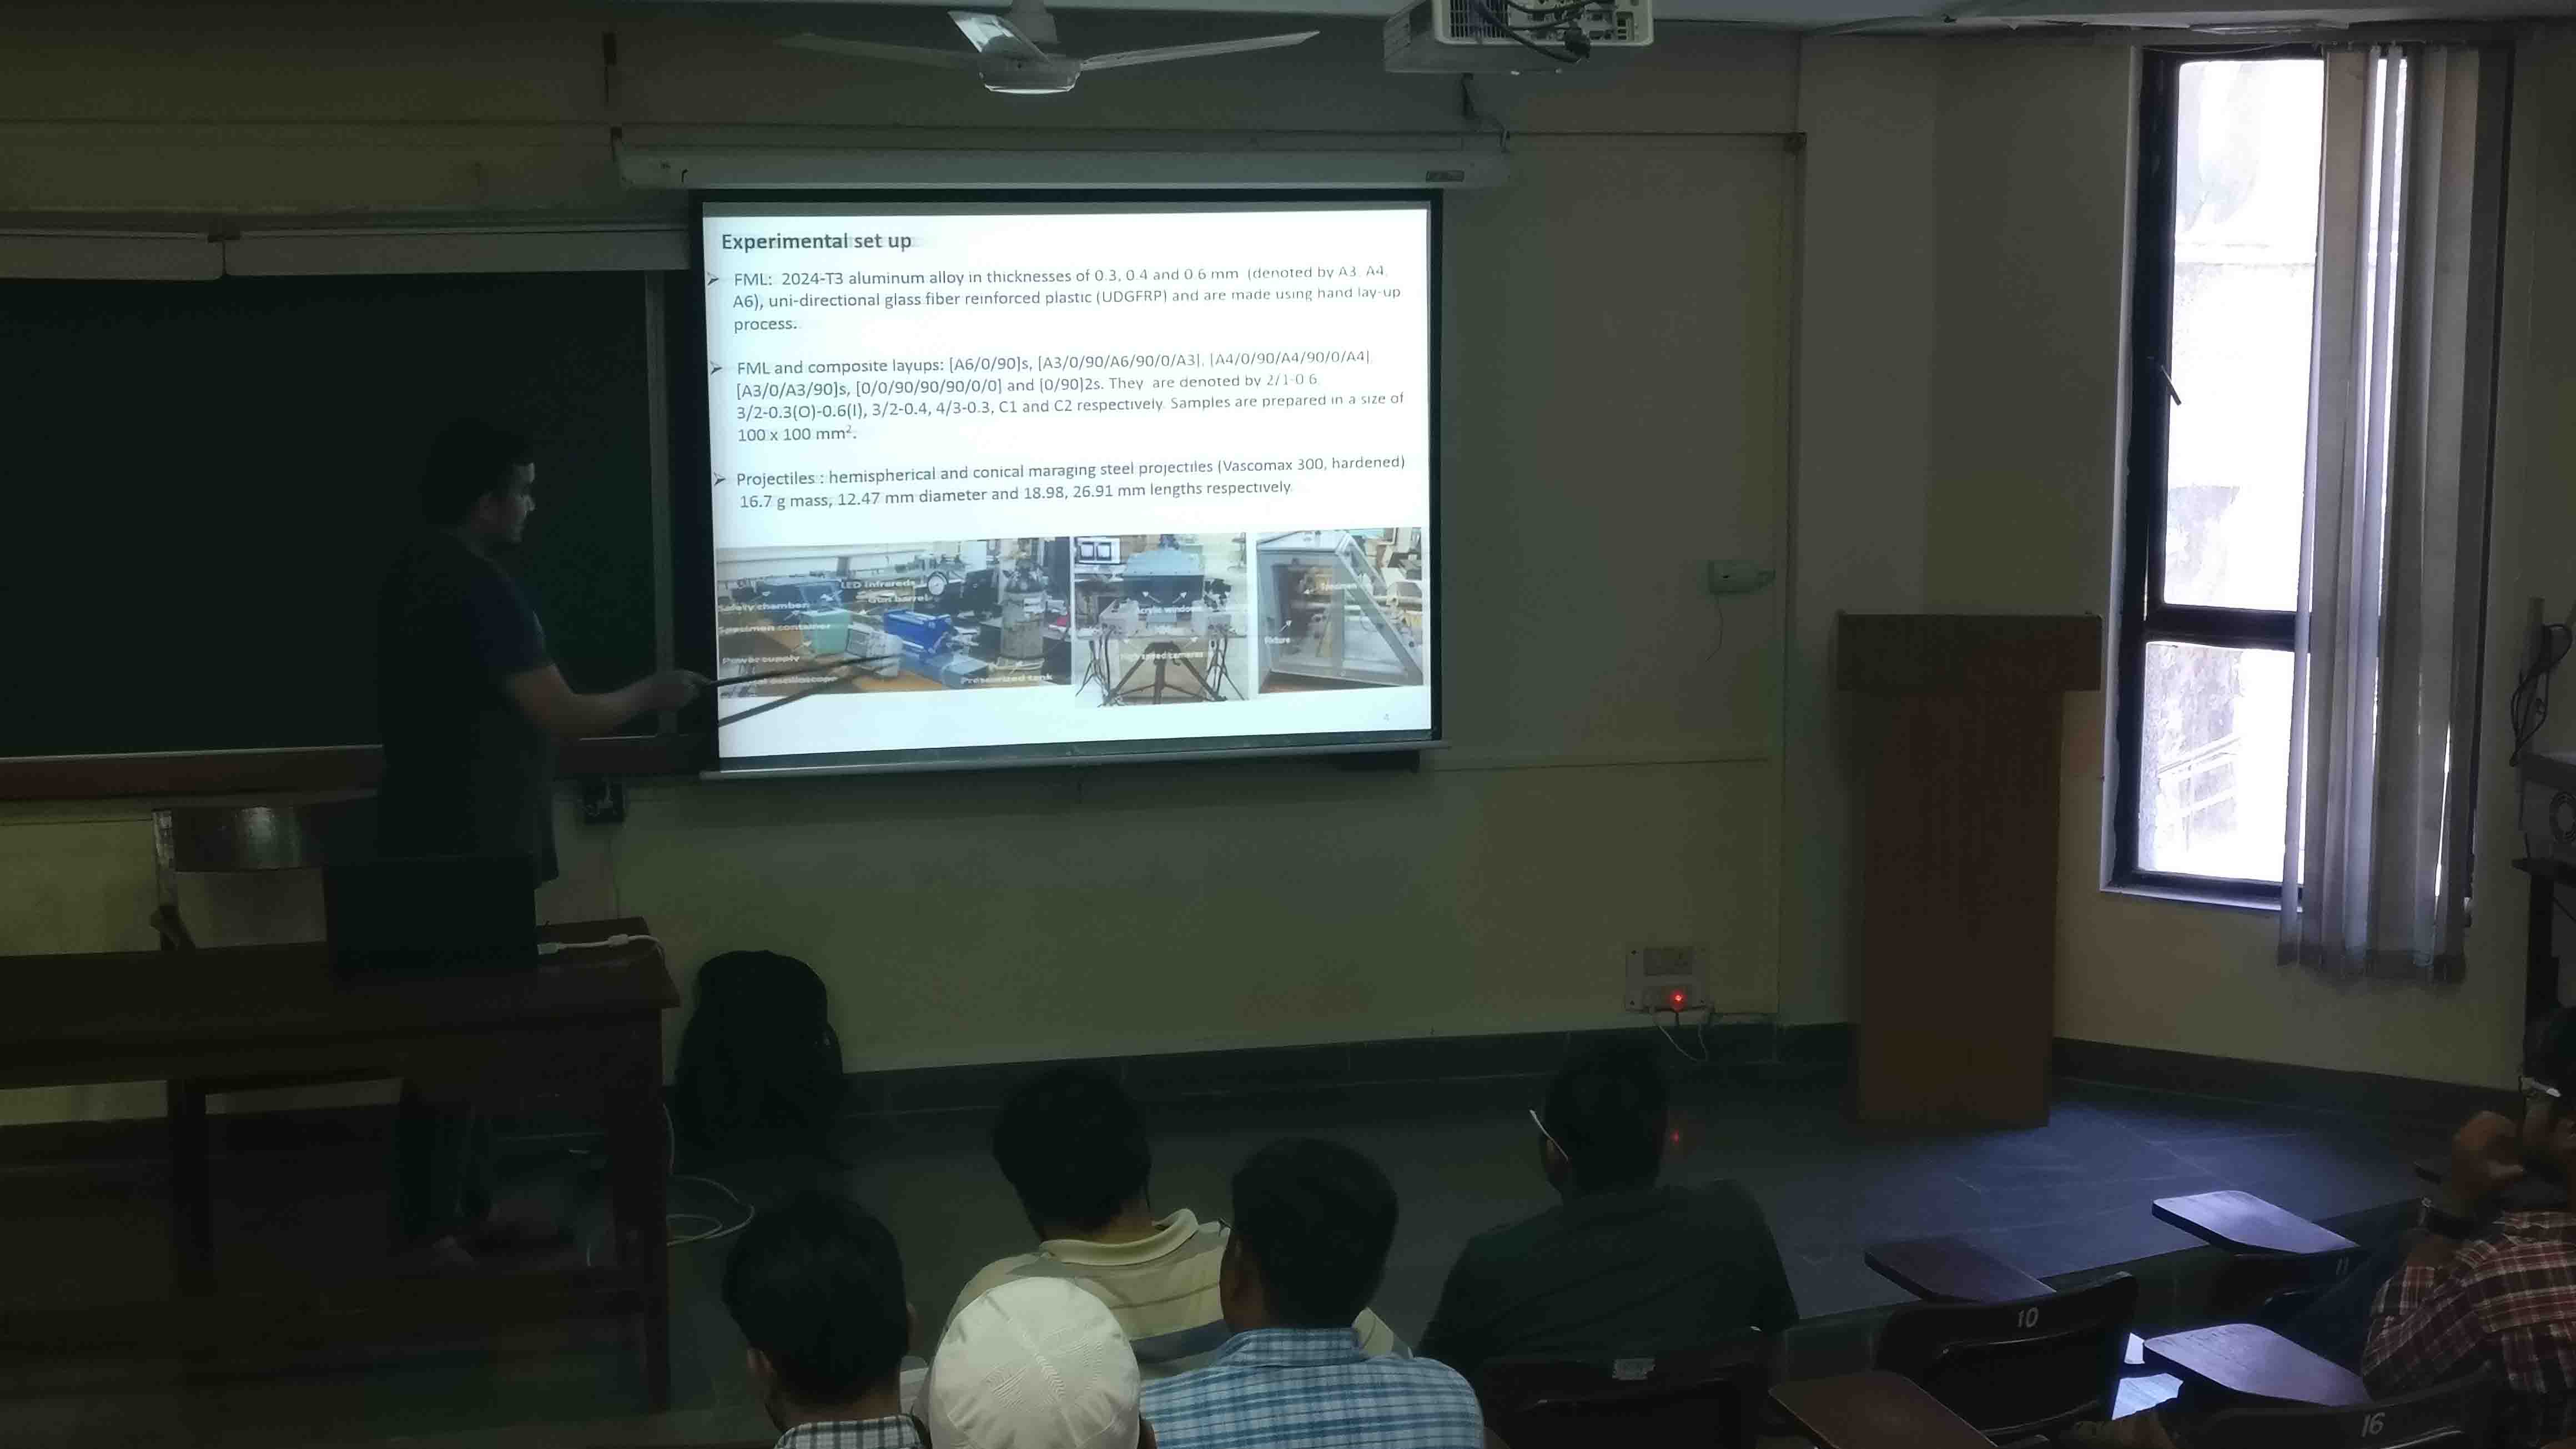 Experimental set up
FML: 2024-T3 aluminum alloy in thicknesses of 0.3, 0.4 and 0.6 mm (denoted by A3, A4,
A6), uni-directional glass fiber reinforced plastic (UDGFRP) and are made using hand lay-up
process.
FML and composite layups: [A6/0/90]s, [A3/0/90/A6/90/0/A3], [A4/0/90/A4/90/0/A4]
[A3/0/A3/90]s, [0/0/90/90/90/0/0] and [0/90]2s. They are denoted by 2/1-0.6,
3/2-0.3(O)-0.6(I), 3/2-0.4, 4/3-0.3, C1 and C2 respectively. Samples are prepared in a size of
100 x 100 mm².
Projectiles : hemispherical and conical maraging steel projectiles (Vascomax 300, hardened)
16.7 g mass, 12.47 mm diameter and 18.98, 26.91 mm lengths respectively.
LED infrareds
Gun barrel
Safety chamber
Specimen container
Power supply
oscilloscope
Pressurized tank
Acrylic window
High speed cameras
Specimen
Fixture
4
10
11
16